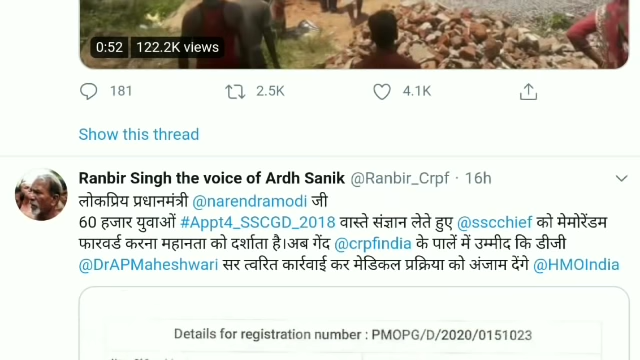 0:52 122.2K views
181 2.5K 4.1K
Show this thread
Ranbir Singh the voice of Ardh Sanik @Ranbir_Crpf · 16h
लोकप्रिय प्रधानमंत्री @narendramodi जी
60 हजार युवाओं #Appt4_SSCGD_2018 वास्ते संज्ञान लेते हुए @sscchief को मेमोरेंडम
फारवर्ड करना महानता को दर्शाता है।अब गेंद @crpfindia के पालें में उम्मीद कि डीजी
@DrAPMaheshwari सर त्वरित कार्रवाई कर मेडिकल प्रक्रिया को अंजाम देंगे @HMOIndia
Details for registration number : PMOPG/D/2020/0151023